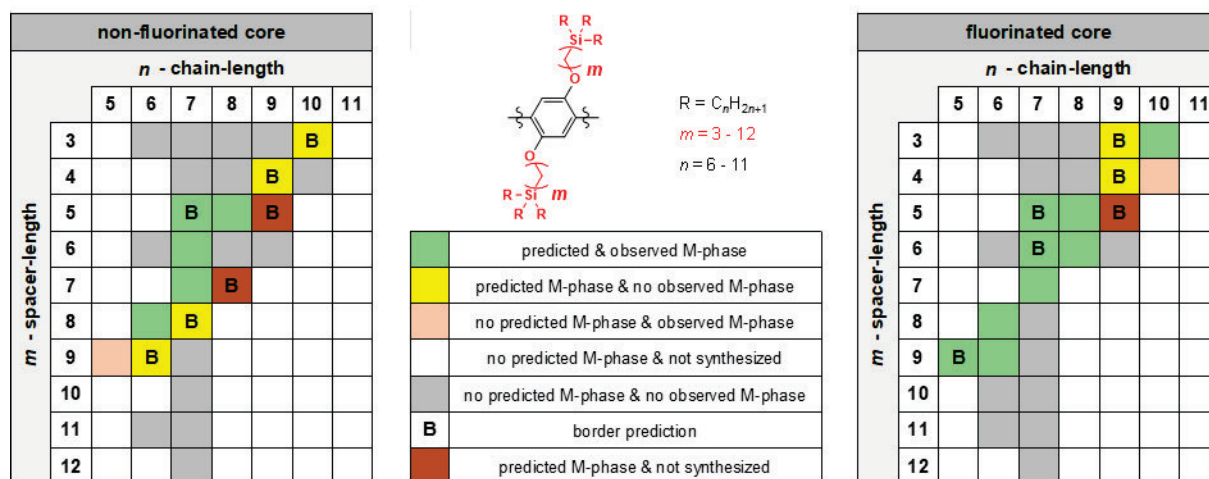 non-fluorinated core
n - chain-length
5 6 7 8 9 10 11
m - spacer-length
3 B
4 B
5 B B
6
7 B
8 B
9 B
10
11
12
R R
Si-R
m
O
O
R-Si m
R R
R = CnH2n+1
m = 3 - 12
n = 6 - 11
predicted & observed M-phase
predicted M-phase & no observed M-phase
no predicted M-phase & observed M-phase
no predicted M-phase & not synthesized
no predicted M-phase & no observed M-phase
B border prediction
predicted M-phase & not synthesized
fluorinated core
n - chain-length
5 6 7 8 9 10 11
m - spacer-length
3 B
4 B
5 B B
6 B
7
8
9 B
10
11
12